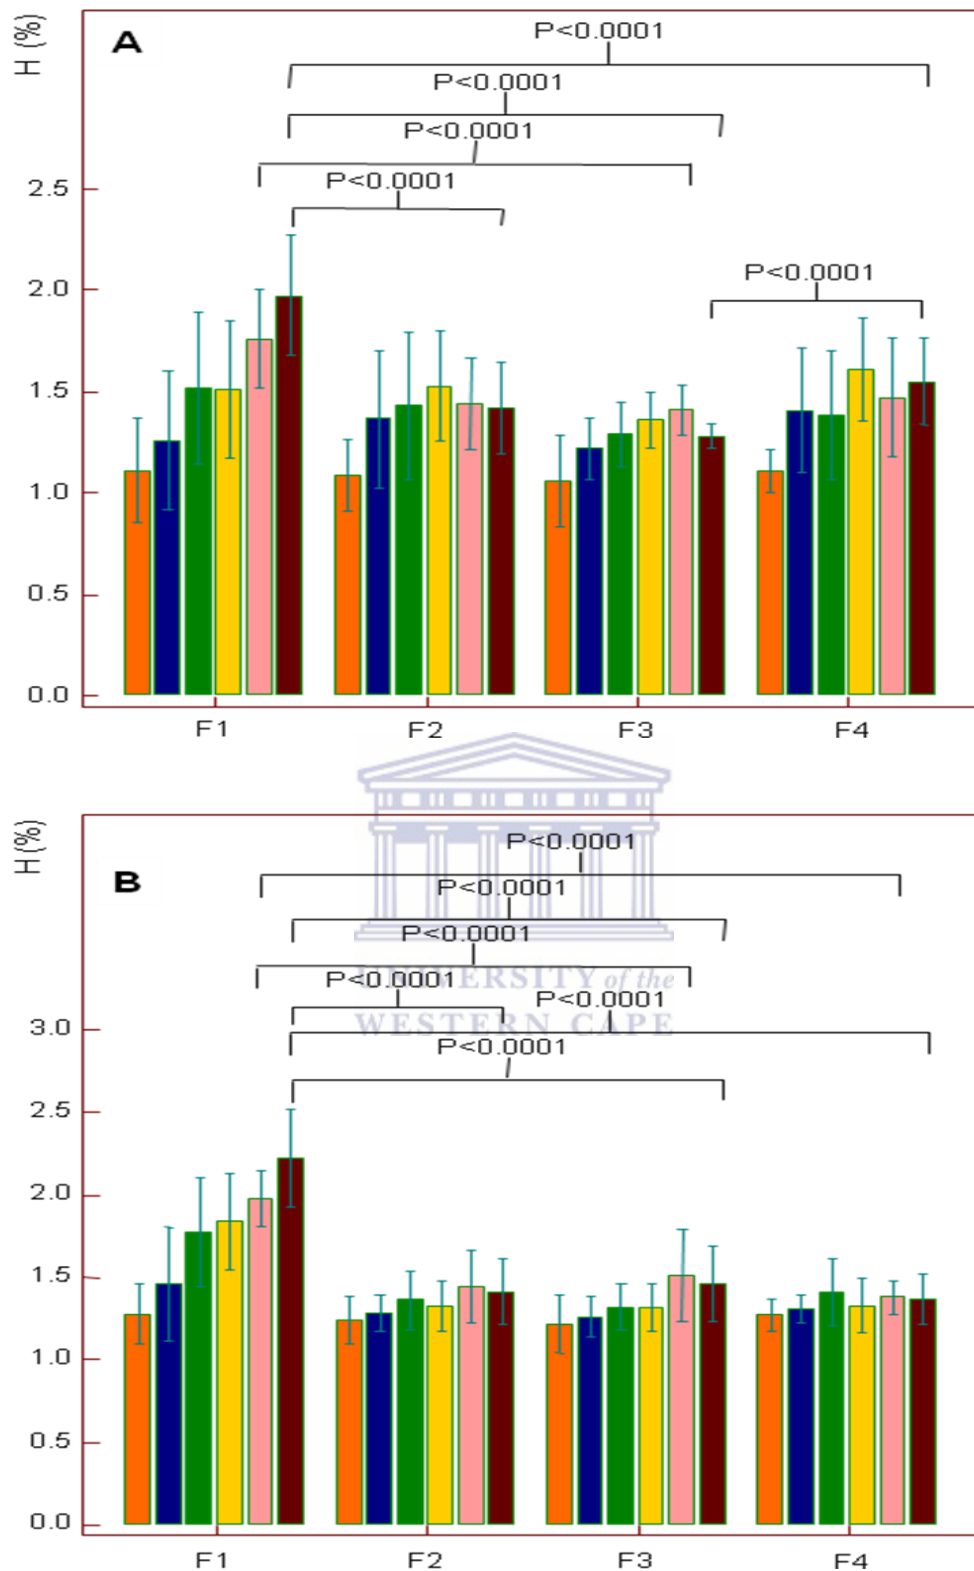 H (%)
A
P<0.0001
P<0.0001
P<0.0001
P<0.0001
2.5
P<0.0001
2.0
1.5
1.0
0.5
0.0
F1 F2 F3 F4
H (%)
B
P<0.0001
P<0.0001
P<0.0001
P<0.0001
UNIVERSITY of the
P<0.0001
WESTERN CAPE
3.0
P<0.0001
2.5
2.0
1.5
1.0
0.5
0.0
F1 F2 F3 F4